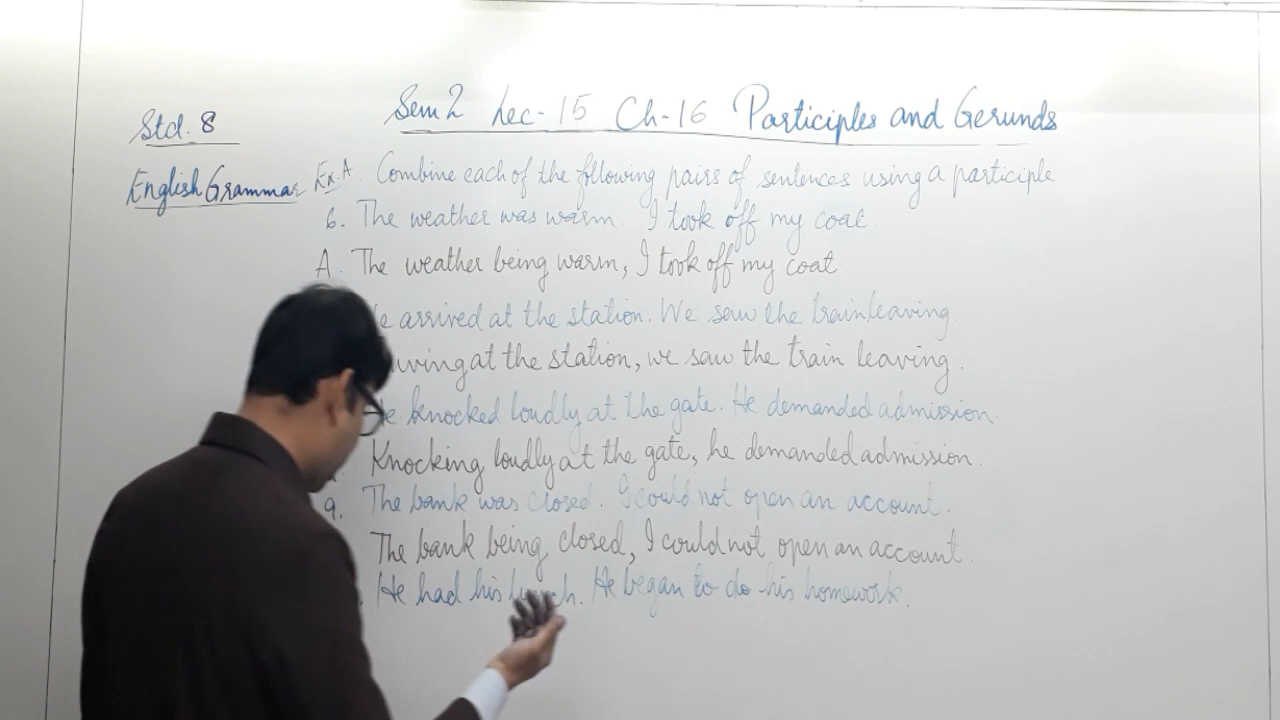 Sem 2 Lec-15 Ch-16 Participles and Gerunds
Std. 8
English Grammar
Ex. A. Combine each of the following pairs of sentences using a participle
6. The weather was warm. I took off my coat.
A. The weather being warm, I took off my coat.
arrived at the station. We saw the train leaving.
at the station, we saw the train leaving.
knocked loudly at the gate. He demanded admission.
Knocking loudly at the gate, he demanded admission.
9. The bank was closed. I could not open an account.
The bank being closed, I could not open an account.
He had his lunch. He began to do his homework.